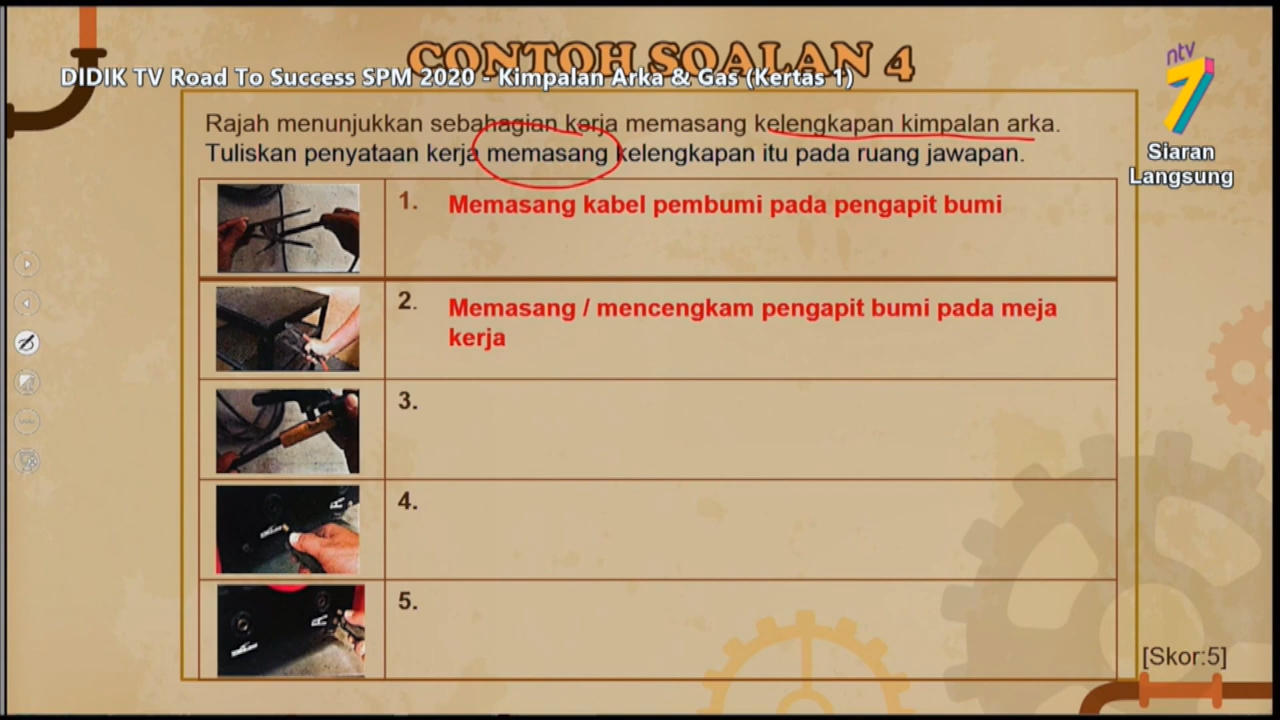 CONTOH SOALAN 4
DIDIK TV Road To Success SPM 2020 - Kimpalan Arka & Gas (Kertas 1)
ntv
7
Siaran
Langsung
Rajah menunjukkan sebahagian kerja memasang kelengkapan kimpalan arka.
Tuliskan penyataan kerja memasang kelengkapan itu pada ruang jawapan.
1. Memasang kabel pembumi pada pengapit bumi
2. Memasang / mencengkam pengapit bumi pada meja
kerja
3.
4.
5.
[Skor:5]